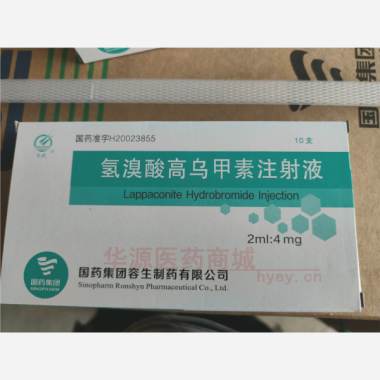 国药准字H20023855
10支
氢溴酸高乌甲素注射液
Lappaconite Hydrobromide Injection
2ml:4mg
华源医药商城
hyey.cn
国药集团
SINOPHARM
国药集团容生制药有限公司
Sinopharm Ronshyn Pharmaceutical Co., Ltd.